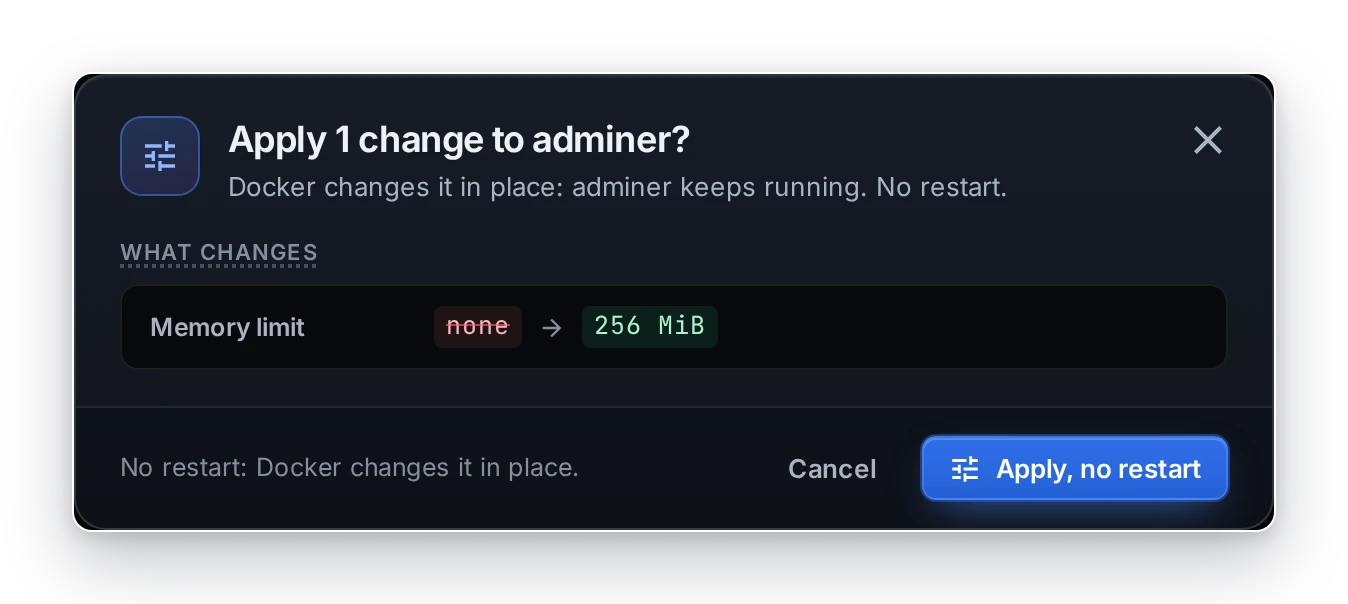 Apply 1 change to adminer?
Docker changes it in place: adminer keeps running. No restart.
WHAT CHANGES
Memory limit none → 256 MiB
No restart: Docker changes it in place. Cancel Apply, no restart